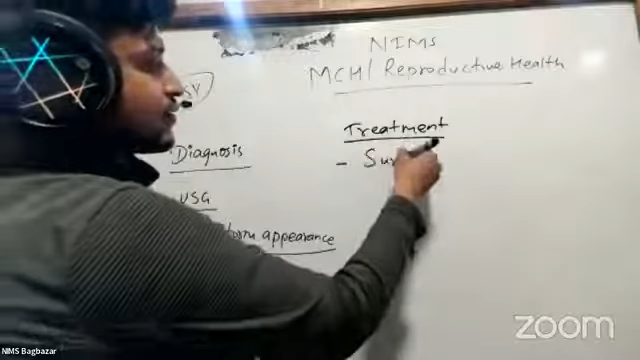 NIMS
MCH/ Reproductive Health
Diagnosis
Treatment
- Su
USG
appearance
zoom
NIMS Bagbazar